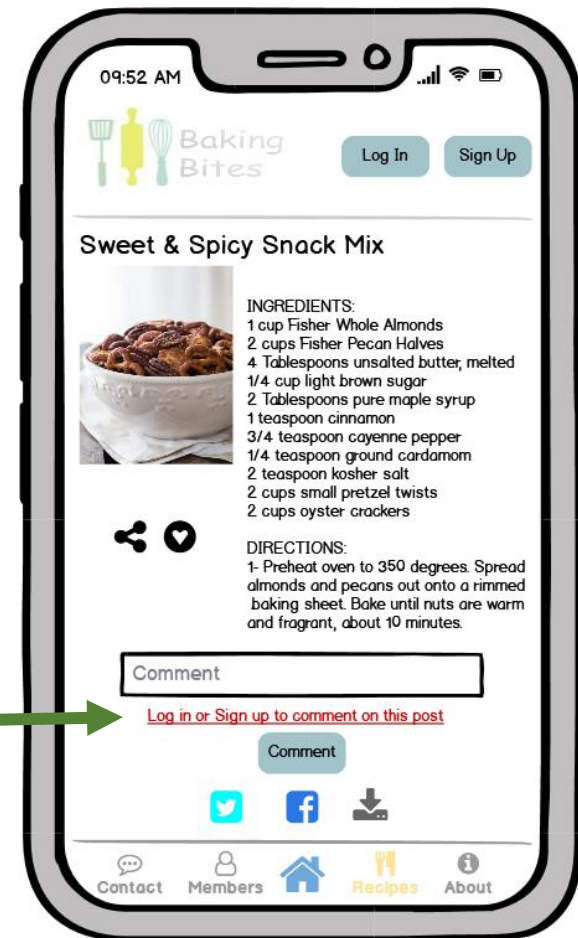 09:52 AM
Baking
Bites
Log In
Sign Up
Sweet & Spicy Snack Mix
INGREDIENTS:
1 cup Fisher Whole Almonds
2 cups Fisher Pecan Halves
4 Tablespoons unsalted butter, melted
1/4 cup light brown sugar
2 Tablespoons pure maple syrup
1 teaspoon cinnamon
3/4 teaspoon cayenne pepper
1/4 teaspoon ground cardamom
2 teaspoon kosher salt
2 cups small pretzel twists
2 cups oyster crackers
DIRECTIONS:
1- Preheat oven to 350 degrees. Spread
almonds and pecans out onto a rimmed
baking sheet. Bake until nuts are warm
and fragrant, about 10 minutes.
Comment
Log in or Sign up to comment on this post
Comment
Contact
Members
Recipes
About